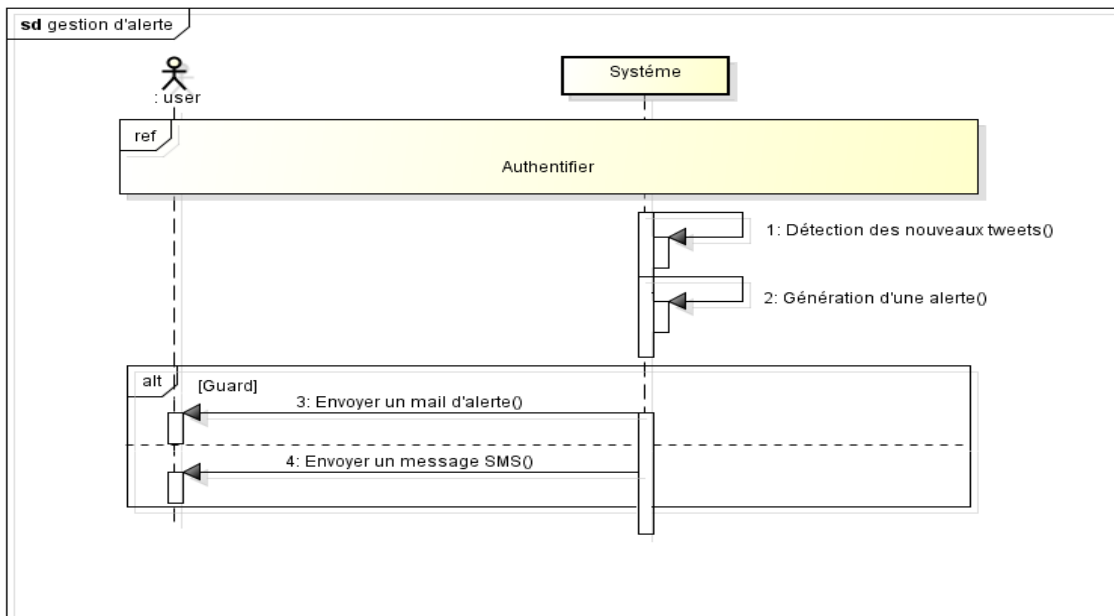 sd gestion d'alerte
: user
Systéme
ref
Authentifier
1: Détection des nouveaux tweets()
2: Génération d'une alerte()
alt
[Guard]
3: Envoyer un mail d'alerte()
4: Envoyer un message SMS()